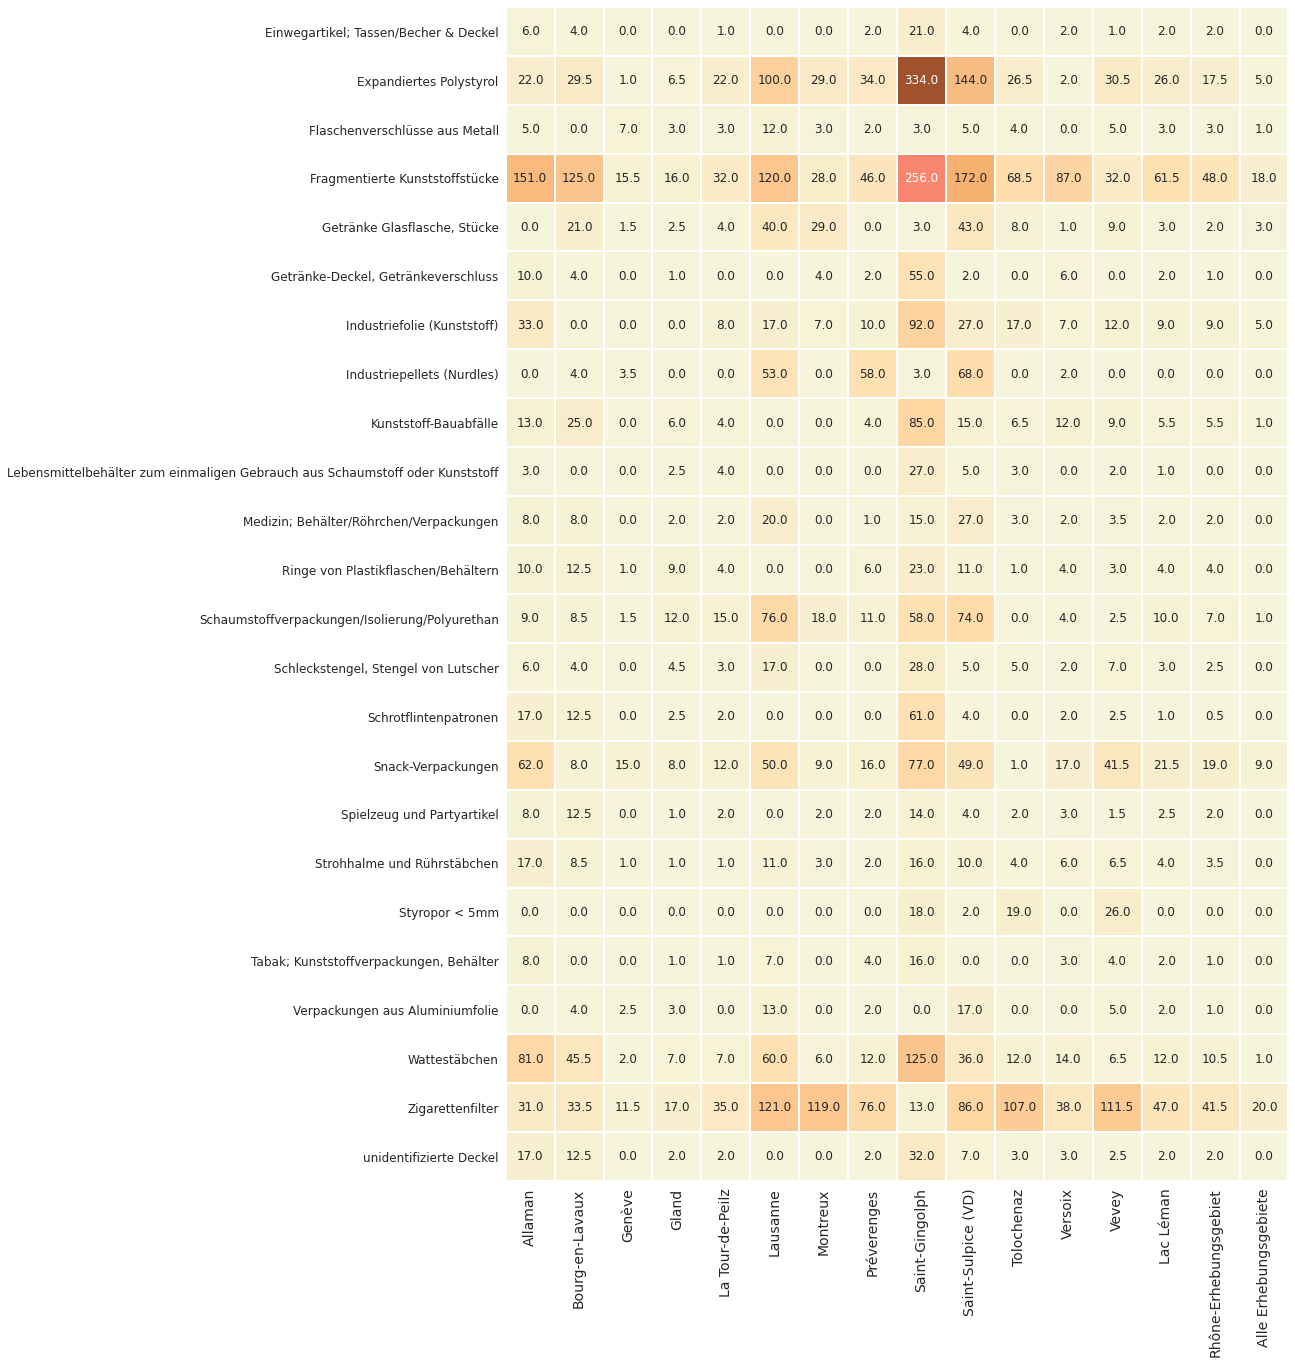 Einwegartikel; Tassen/Becher & Deckel 6.0 4.0 0.0 0.0 1.0 0.0 0.0 2.0 21.0 4.0 0.0 2.0 1.0 2.0 2.0 0.0
Expandiertes Polystyrol 22.0 29.5 1.0 6.5 22.0 100.0 29.0 34.0 334.0 144.0 26.5 2.0 30.5 26.0 17.5 5.0
Flaschenverschlüsse aus Metall 5.0 0.0 7.0 3.0 3.0 12.0 3.0 2.0 3.0 5.0 4.0 0.0 5.0 3.0 3.0 1.0
Fragmentierte Kunststoffstücke 151.0 125.0 15.5 16.0 32.0 120.0 28.0 46.0 256.0 172.0 68.5 87.0 32.0 61.5 48.0 18.0
Getränke Glasflasche, Stücke 0.0 21.0 1.5 2.5 4.0 40.0 29.0 0.0 3.0 43.0 8.0 1.0 9.0 3.0 2.0 3.0
Getränke-Deckel, Getränkeverschluss 10.0 4.0 0.0 1.0 0.0 0.0 4.0 2.0 55.0 2.0 0.0 6.0 0.0 2.0 1.0 0.0
Industriefolie (Kunststoff) 33.0 0.0 0.0 0.0 8.0 17.0 7.0 10.0 92.0 27.0 17.0 7.0 12.0 9.0 9.0 5.0
Industriepellets (Nurdles) 0.0 4.0 3.5 0.0 0.0 53.0 0.0 58.0 3.0 68.0 0.0 2.0 0.0 0.0 0.0 0.0
Kunststoff-Bauabfälle 13.0 25.0 0.0 6.0 4.0 0.0 0.0 4.0 85.0 15.0 6.5 12.0 9.0 5.5 5.5 1.0
Lebensmittelbehälter zum einmaligen Gebrauch aus Schaumstoff oder Kunststoff 3.0 0.0 0.0 2.5 4.0 0.0 0.0 0.0 27.0 5.0 3.0 0.0 2.0 1.0 0.0 0.0
Medizin; Behälter/Röhrchen/Verpackungen 8.0 8.0 0.0 2.0 2.0 20.0 0.0 1.0 15.0 27.0 3.0 2.0 3.5 2.0 2.0 0.0
Ringe von Plastikflaschen/Behältern 10.0 12.5 1.0 9.0 4.0 0.0 0.0 6.0 23.0 11.0 1.0 4.0 3.0 4.0 4.0 0.0
Schaumstoffverpackungen/Isolierung/Polyurethan 9.0 8.5 1.5 12.0 15.0 76.0 18.0 11.0 58.0 74.0 0.0 4.0 2.5 10.0 7.0 1.0
Schleckstengel, Stengel von Lutscher 6.0 4.0 0.0 4.5 3.0 17.0 0.0 0.0 28.0 5.0 5.0 2.0 7.0 3.0 2.5 0.0
Schrotflintenpatronen 17.0 12.5 0.0 2.5 2.0 0.0 0.0 0.0 61.0 4.0 0.0 2.0 2.5 1.0 0.5 0.0
Snack-Verpackungen 62.0 8.0 15.0 8.0 12.0 50.0 9.0 16.0 77.0 49.0 1.0 17.0 41.5 21.5 19.0 9.0
Spielzeug und Partyartikel 8.0 12.5 0.0 1.0 2.0 0.0 2.0 2.0 14.0 4.0 2.0 3.0 1.5 2.5 2.0 0.0
Strohhalme und Rührstäbchen 17.0 8.5 1.0 1.0 1.0 11.0 3.0 2.0 16.0 10.0 4.0 6.0 6.5 4.0 3.5 0.0
Styropor < 5mm 0.0 0.0 0.0 0.0 0.0 0.0 0.0 0.0 18.0 2.0 19.0 0.0 26.0 0.0 0.0 0.0
Tabak; Kunststoffverpackungen, Behälter 8.0 0.0 0.0 1.0 1.0 7.0 0.0 4.0 16.0 0.0 0.0 3.0 4.0 2.0 1.0 0.0
Verpackungen aus Aluminiumfolie 0.0 4.0 2.5 3.0 0.0 13.0 0.0 2.0 0.0 17.0 0.0 0.0 5.0 2.0 1.0 0.0
Wattestäbchen 81.0 45.5 2.0 7.0 7.0 60.0 6.0 12.0 125.0 36.0 12.0 14.0 6.5 12.0 10.5 1.0
Zigarettenfilter 31.0 33.5 11.5 17.0 35.0 121.0 119.0 76.0 13.0 86.0 107.0 38.0 111.5 47.0 41.5 20.0
unidentifizierte Deckel 17.0 12.5 0.0 2.0 2.0 0.0 0.0 2.0 32.0 7.0 3.0 3.0 2.5 2.0 2.0 0.0
Allaman
Bourg-en-Lavaux
Genève
Gland
La Tour-de-Peilz
Lausanne
Montreux
Préverenges
Saint-Gingolph
Saint-Sulpice (VD)
Tolochenaz
Versoix
Vevey
Lac Léman
Rhône-Erhebungsgebiet
Alle Erhebungsgebiete